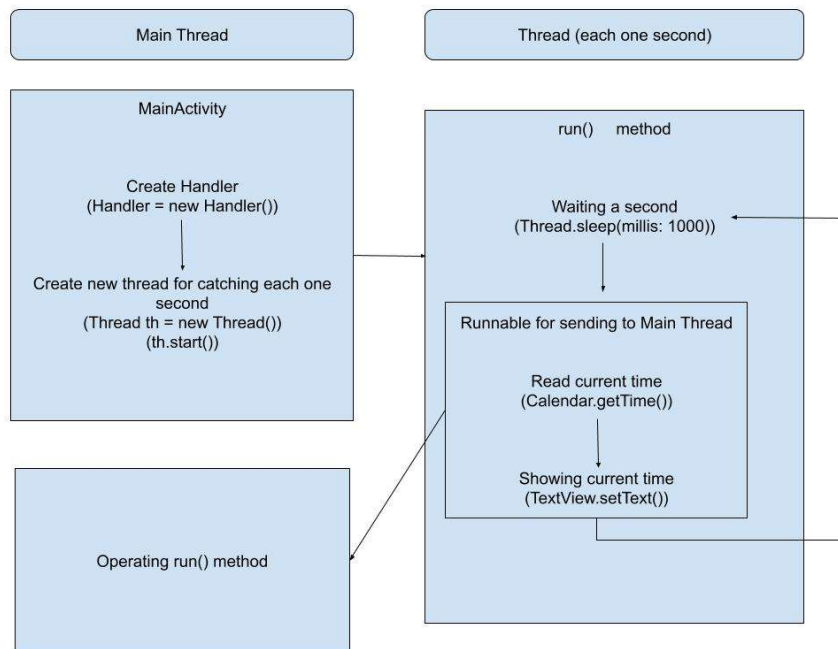 Main Thread
Thread (each one second)
MainActivity
Create Handler
(Handler = new Handler())
Create new thread for catching each one
second
(Thread th = new Thread())
(th.start())
Operating run() method
run() method
Waiting a second
(Thread.sleep(millis: 1000))
Runnable for sending to Main Thread
Read current time
(Calendar.getTime())
Showing current time
(TextView.setText())